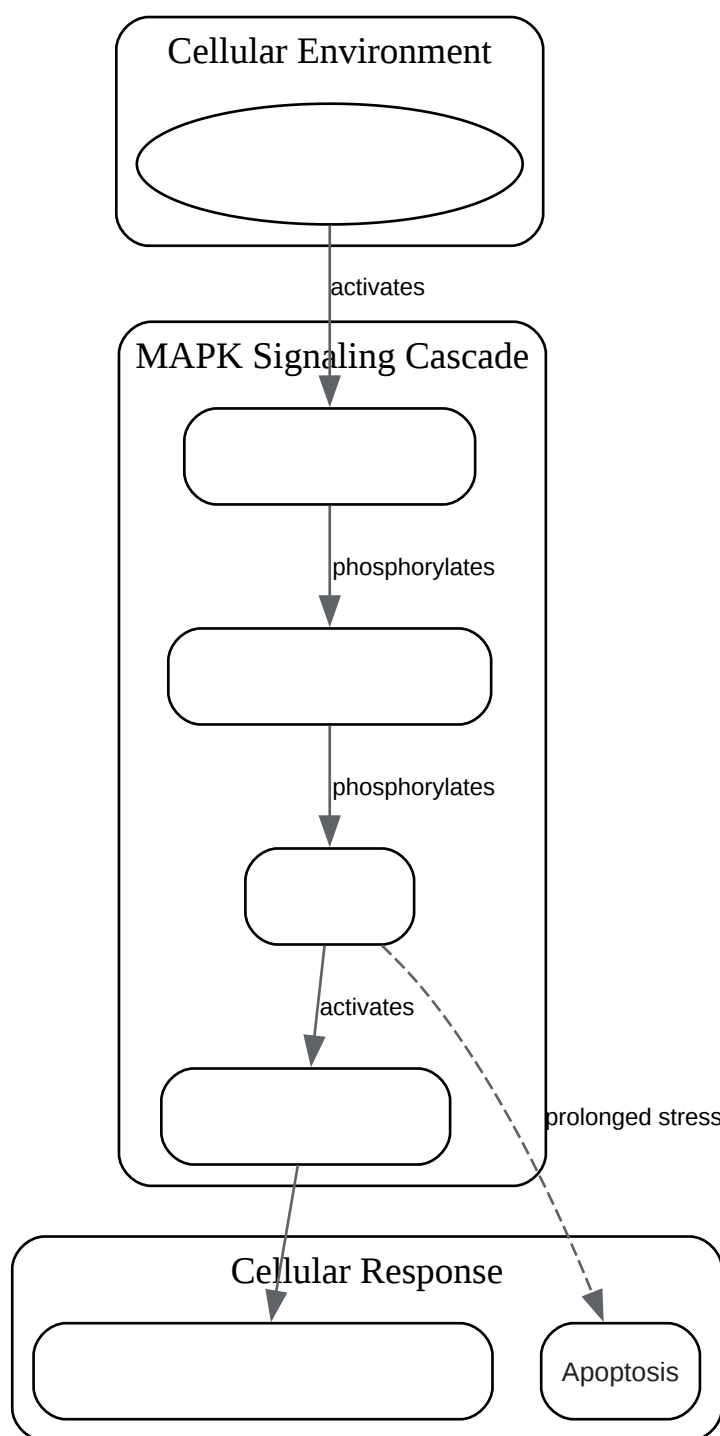 Cellular Environment
activates
MAPK Signaling Cascade
phosphorylates
phosphorylates
activates
prolonged stress
Cellular Response
Apoptosis